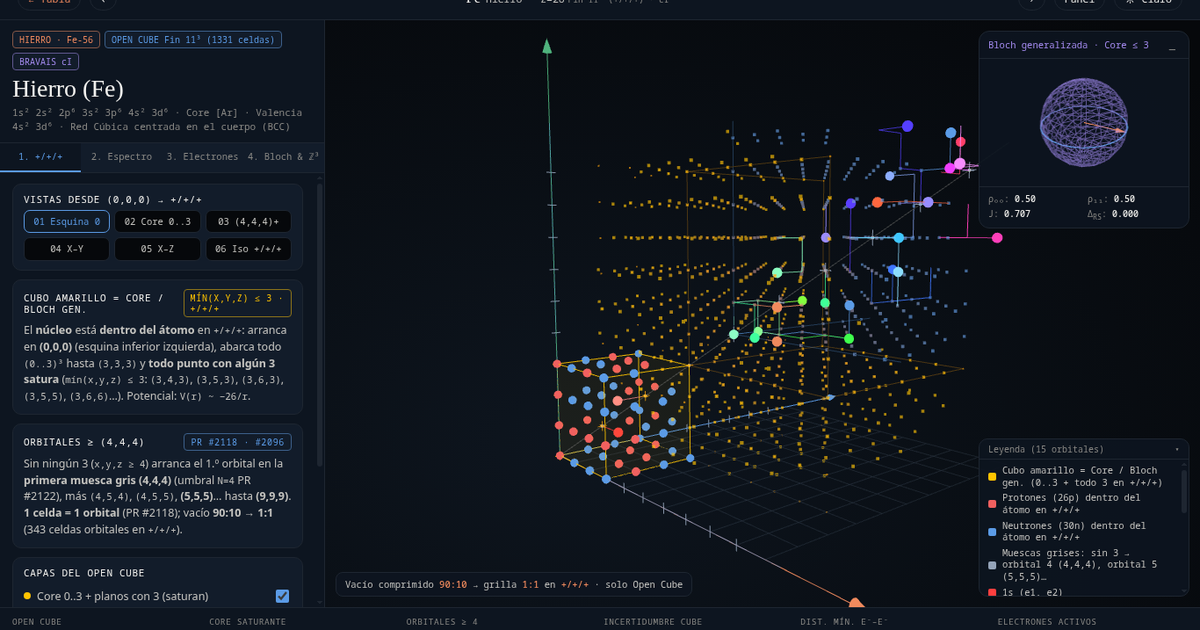 HIERRO · Fe-56
OPEN CUBE Fin 11³ (1331 celdas)
BRAVAIS cI
Hierro (Fe)
1s² 2s² 2p⁶ 3s² 3p⁶ 4s² 3d⁶ · Core [Ar] · Valencia
4s² 3d⁶ · Red Cúbica centrada en el cuerpo (BCC)
1. +/+/+
2. Espectro
3. Electrones
4. Bloch & ℤ³
VISTAS DESDE (0,0,0) → +/+/+
01 Esquina 0
02 Core 0..3
03 (4,4,4)+
04 X-Y
05 X-Z
06 Iso +/+/+
CUBO AMARILLO = CORE /
BLOCH GEN.
MÍN(X,Y,Z) ≤ 3 ·
+/+/+
El núcleo está dentro del átomo en +/+/+: arranca
en (0,0,0) (esquina inferior izquierda), abarca todo
(0..3)³ hasta (3,3,3) y todo punto con algún 3
satura (mín(x,y,z) ≤ 3: (3,4,3), (3,5,3), (3,6,3),
(3,5,5), (3,6,6)…). Potencial: V(r) ~ −26/r.
ORBITALES ≥ (4,4,4)
PR #2118 · #2096
Sin ningún 3 (x,y,z ≥ 4) arranca el 1.º orbital en la
primera muesca gris (4,4,4) (umbral N=4 PR
#2122), más (4,5,4), (4,5,5), (5,5,5)… hasta (9,9,9).
1 celda = 1 orbital (PR #2118); vacío 90:10 → 1:1
(343 celdas orbitales en +/+/+).
CAPAS DEL OPEN CUBE
Core 0..3 + planos con 3 (saturan)
Vacío comprimido 90:10 → grilla 1:1 en +/+/+ · solo Open Cube
Bloch generalizada · Core ≤ 3
ρ₀₀: 0.50
ρ₁₁: 0.50
J: 0.707
Δ_RS: 0.000
Leyenda (15 orbitales)
Cubo amarillo = Core / Bloch
gen. (0..3 + todo 3 en +/+/+)
Protones (26p) dentro del
átomo en +/+/+
Neutrones (30n) dentro del
átomo en +/+/+
Muescas grises: sin 3 →
orbital 4 (4,4,4), orbital 5
(5,5,5)…
1s (e1, e2)
OPEN CUBE
CORE SATURANTE
ORBITALES ≥ 4
INCERTIDUMBRE CUBE
DIST. MÍN. E⁻–E⁻
ELECTRONES ACTIVOS